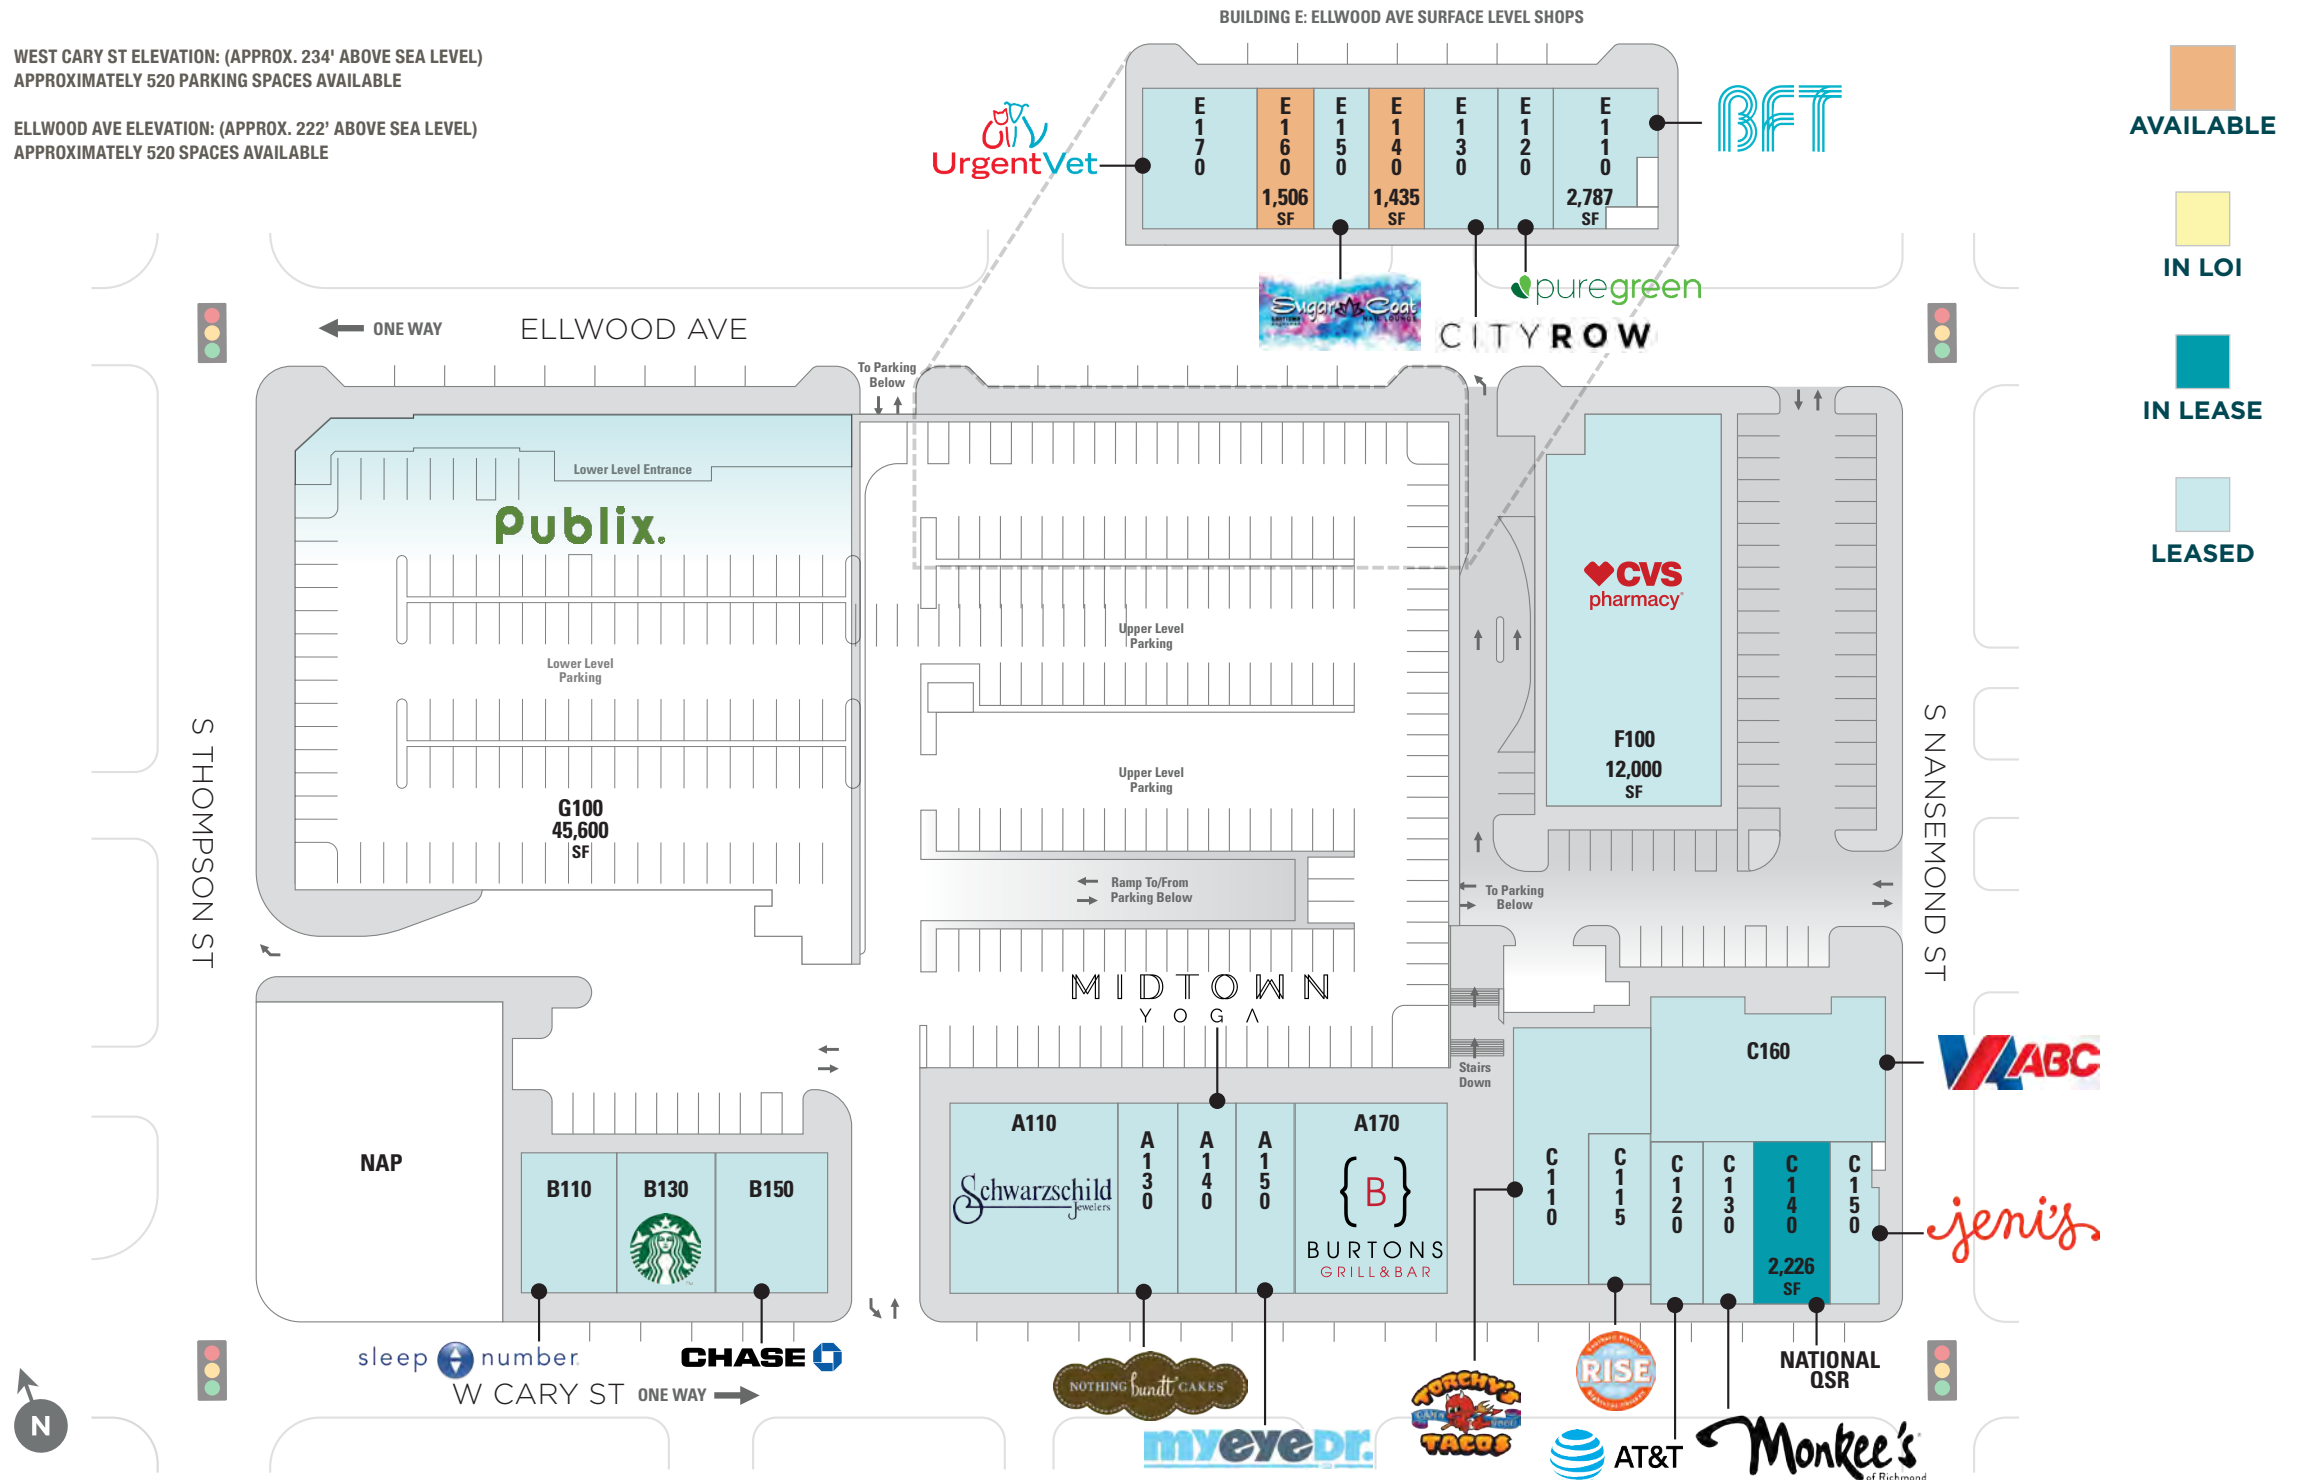 BUILDING E: ELLWOOD AVE SURFACE LEVEL SHOPS
WEST CARY ST ELEVATION: (APPROX. 234' ABOVE SEA LEVEL)
APPROXIMATELY 520 PARKING SPACES AVAILABLE
ELLWOOD AVE ELEVATION: (APPROX. 222’ ABOVE SEA LEVEL)
APPROXIMATELY 520 SPACES AVAILABLE
UrgentVet
E170
E160
1,506
SF
E150
E140
1,435
SF
E130
E120
E110
2,787
SF
BFT
AVAILABLE
IN LOI
IN LEASE
LEASED
Sugar Coat
NAIL LOUNGE
CITYROW
puregreen
ONE WAY
ELLWOOD AVE
To Parking
Below
Lower Level Entrance
Publix.
Lower Level
Parking
G100
45,600
SF
Upper Level
Parking
Upper Level
Parking
Ramp To/From
Parking Below
To Parking
Below
CVS
pharmacy
F100
12,000
SF
S THOMPSON ST
S NANSEMOND ST
MIDTOWN
YOGA
Stairs
Down
NAP
B110
B130
B150
A110
Schwarzschild
Jewelers
A130
A140
A150
A170
B
BURTONS
GRILL&BAR
C160
C110
C115
C120
C130
C140
2,226
SF
C150
ABC
jeni's
sleep number
CHASE
W CARY ST
ONE WAY
NOTHING bundt CAKES
myeyeDr.
TORCHY'S
TACOS
RISE
AT&T
Monkee's
of Richmond
NATIONAL
QSR
N